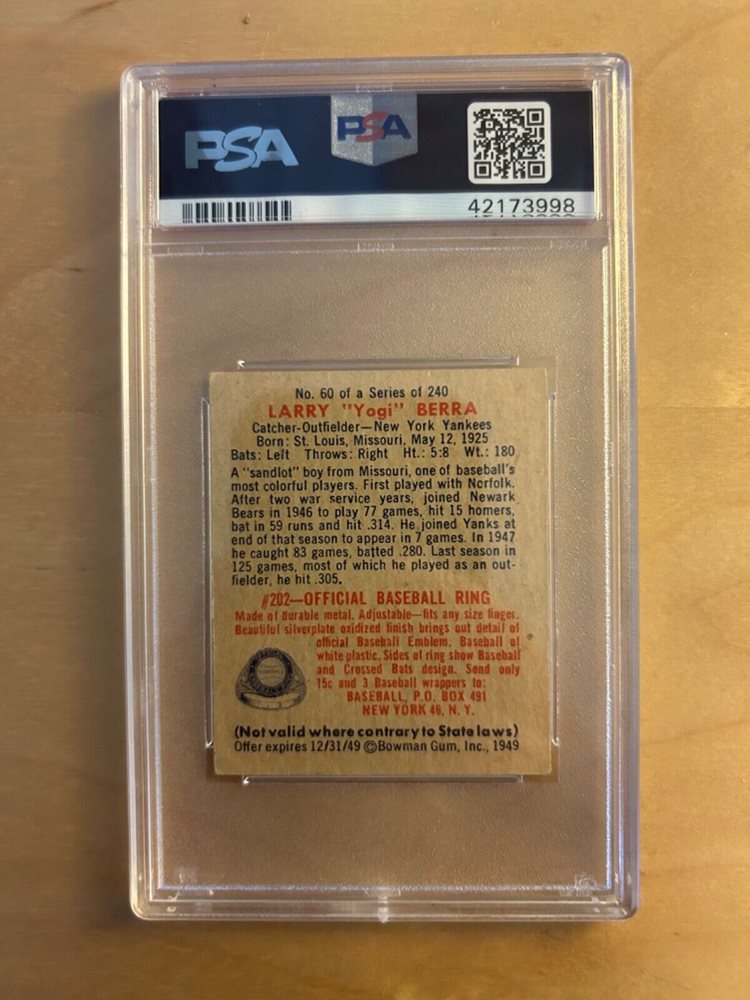 PSA
PSA
42173998
No. 60 of a Series of 240
LARRY "Yogi" BERRA
Catcher-Outfielder—New York Yankees
Born: St. Louis, Missouri, May 12, 1925
Bats: Left Throws: Right Ht.: 5:8 Wt.: 180
A "sandlot" boy from Missouri, one of baseball's
most colorful players. First played with Norfolk.
After two war service years, joined Newark
Bears in 1946 to play 77 games, hit 15 homers,
bat in 59 runs and hit .314. He joined Yanks at
end of that season to appear in 7 games. In 1947
he caught 83 games, batted .280. Last season in
125 games, most of which he played as an out-
fielder, he hit .305.
#202—OFFICIAL BASEBALL RING
Made of durable metal. Adjustable—fits any size finger.
Beautiful silverplate oxidized finish brings out detail of
official Baseball Emblem. Baseball of
white plastic. Sides of ring show Baseball
and Crossed Bats design. Send only
15c and 3 Baseball wrappers to:
BASEBALL, P.O. BOX 491
NEW YORK 46, N. Y.
(Not valid where contrary to State laws)
Offer expires 12/31/49 ©Bowman Gum, Inc., 1949